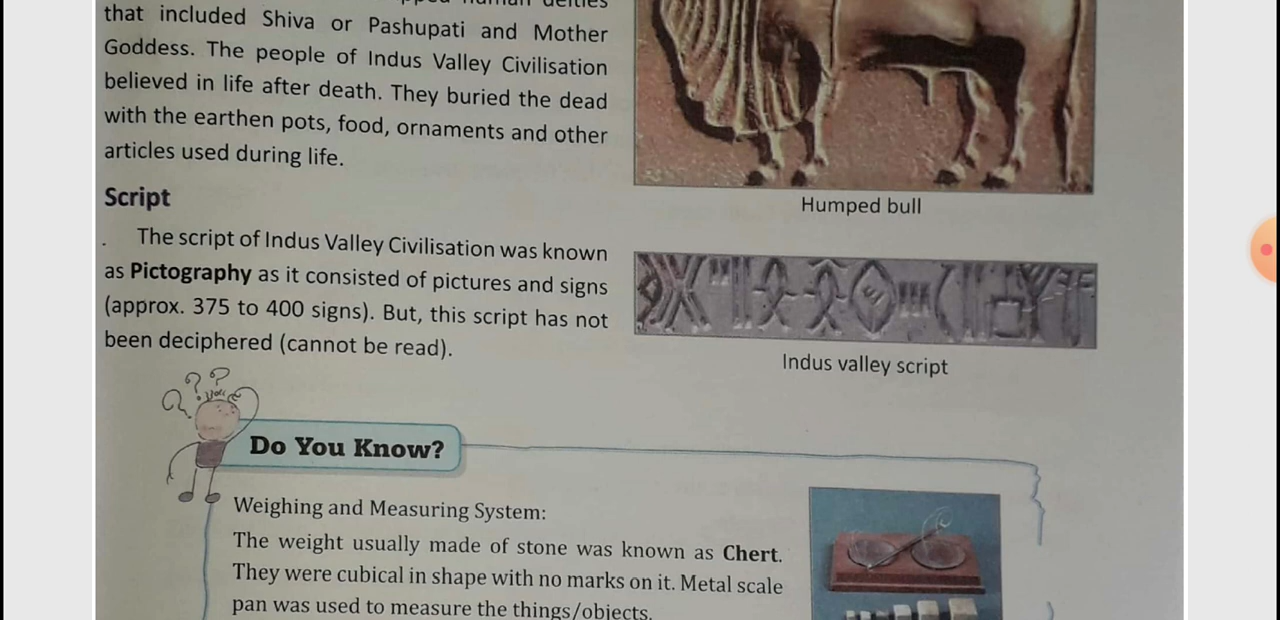 that included Shiva or Pashupati and Mother
Goddess. The people of Indus Valley Civilisation
believed in life after death. They buried the dead
with the earthen pots, food, ornaments and other
articles used during life.
Script
The script of Indus Valley Civilisation was known
as Pictography as it consisted of pictures and signs
(approx. 375 to 400 signs). But, this script has not
been deciphered (cannot be read).
Humped bull
Indus valley script
Do You Know?
Weighing and Measuring System:
The weight usually made of stone was known as Chert.
They were cubical in shape with no marks on it. Metal scale
pan was used to measure the things/objects.